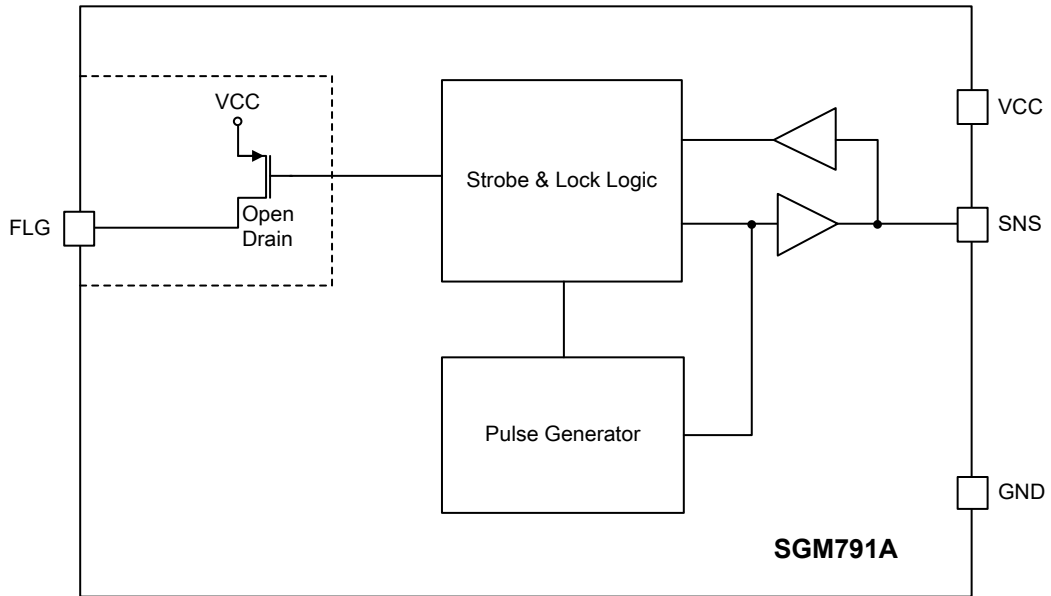 VCC
VCC
Strobe & Lock Logic
Open
Drain
FLG
SNS
Pulse Generator
GND
SGM791A